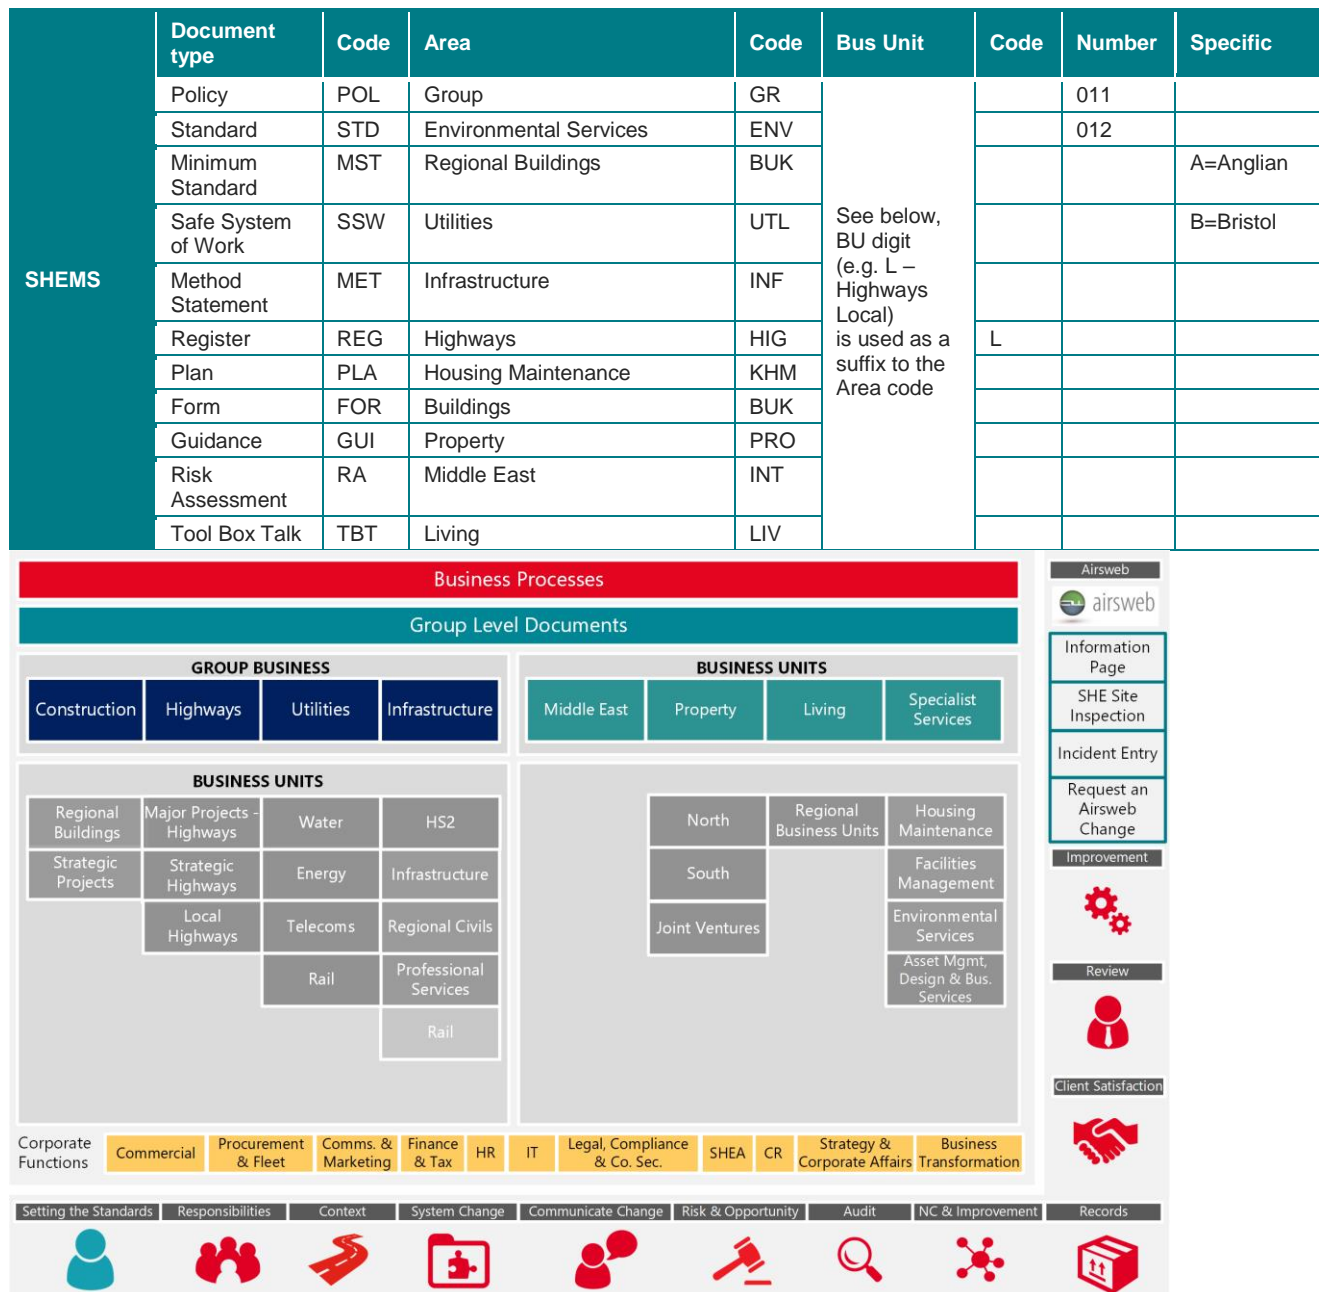 SHEMS
Document type Code Area Code Bus Unit Code Number Specific
Policy POL Group GR 011
Standard STD Environmental Services ENV 012
Minimum Standard MST Regional Buildings BUK A=Anglian
Safe System of Work SSW Utilities UTL B=Bristol
Method Statement MET Infrastructure INF
Register REG Highways HIG L
Plan PLA Housing Maintenance KHM
Form FOR Buildings BUK
Guidance GUI Property PRO
Risk Assessment RA Middle East INT
Tool Box Talk TBT Living LIV
See below,
BU digit
(e.g. L –
Highways
Local)
is used as a
suffix to the
Area code
Business Processes
Group Level Documents
GROUP BUSINESS
Construction
Highways
Utilities
Infrastructure
BUSINESS UNITS
Middle East
Property
Living
Specialist
Services
BUSINESS UNITS
Regional
Buildings
Major Projects -
Highways
Water
HS2
Strategic
Projects
Strategic
Highways
Energy
Infrastructure
Local
Highways
Telecoms
Regional Civils
Rail
Professional
Services
Rail
North
Regional
Business Units
Housing
Maintenance
South
Facilities
Management
Joint Ventures
Environmental
Services
Asset Mgmt,
Design & Bus.
Services
Corporate
Functions
Commercial
Procurement
& Fleet
Comms. &
Marketing
Finance
& Tax
HR
IT
Legal, Compliance
& Co. Sec.
SHEA
CR
Strategy &
Corporate Affairs
Business
Transformation
Airsweb
airsweb
Information
Page
SHE Site
Inspection
Incident Entry
Request an
Airsweb
Change
Improvement
Review
Client Satisfaction
Setting the Standards
Responsibilities
Context
System Change
Communicate Change
Risk & Opportunity
Audit
NC & Improvement
Records